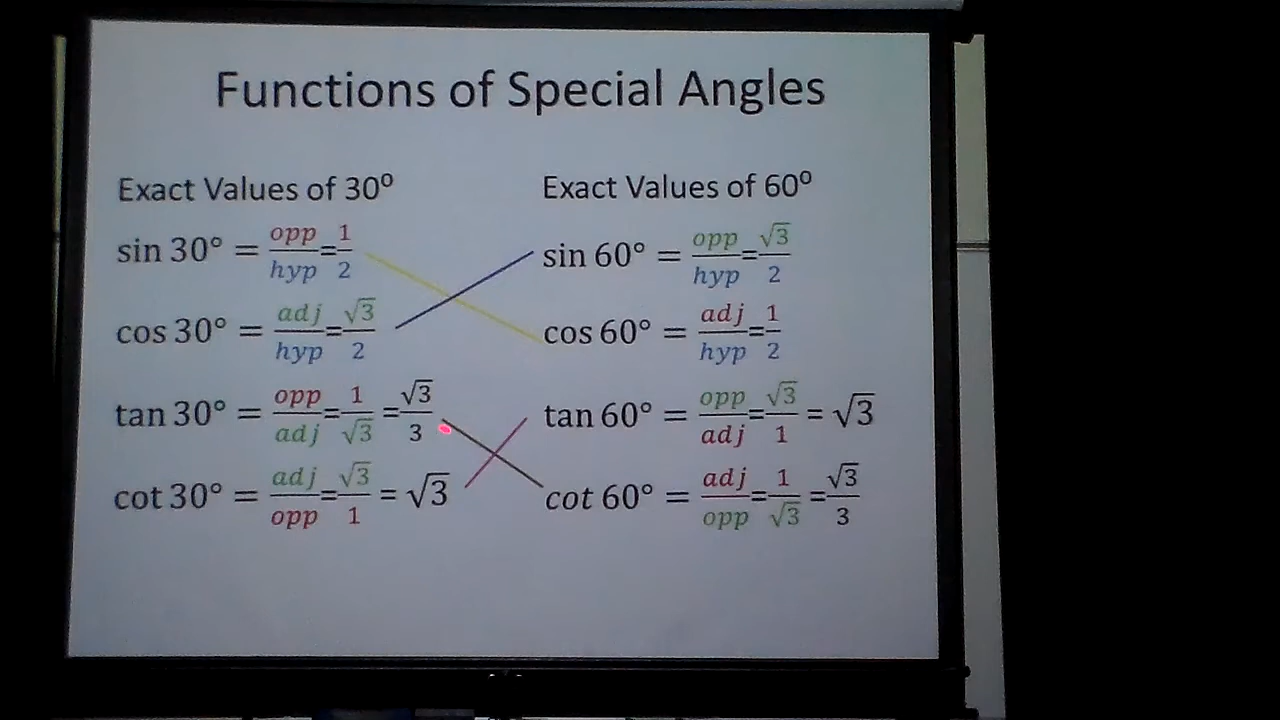 Functions of Special Angles
Exact Values of 30⁰
sin 30° = opp/hyp = 1/2
cos 30° = adj/hyp = √3/2
tan 30° = opp/adj = 1/√3 = √3/3
cot 30° = adj/opp = √3/1 = √3
Exact Values of 60⁰
sin 60° = opp/hyp = √3/2
cos 60° = adj/hyp = 1/2
tan 60° = opp/adj = √3/1 = √3
cot 60° = adj/opp = 1/√3 = √3/3